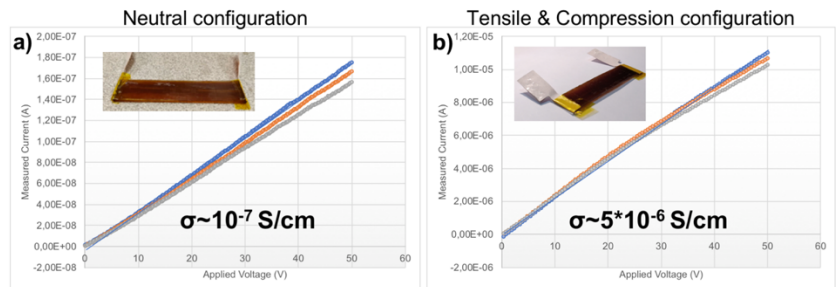 Neutral configuration
a)
2,00E-07
1,80E-07
1,60E-07
1,40E-07
1,20E-07
1,00E-07
8,00E-08
6,00E-08
4,00E-08
2,00E-08
0,00E+00
-2,00E-08
Measured Current (A)
σ~10⁻⁷ S/cm
0
10
20
30
40
50
60
Applied Voltage (V)
Tensile & Compression configuration
b)
1,20E-05
1,00E-05
8,00E-06
6,00E-06
4,00E-06
2,00E-06
0,00E+00
-2,00E-06
Measured Current (A)
σ~5*10⁻⁶ S/cm
0
10
20
30
40
50
60
Applied Voltage (V)